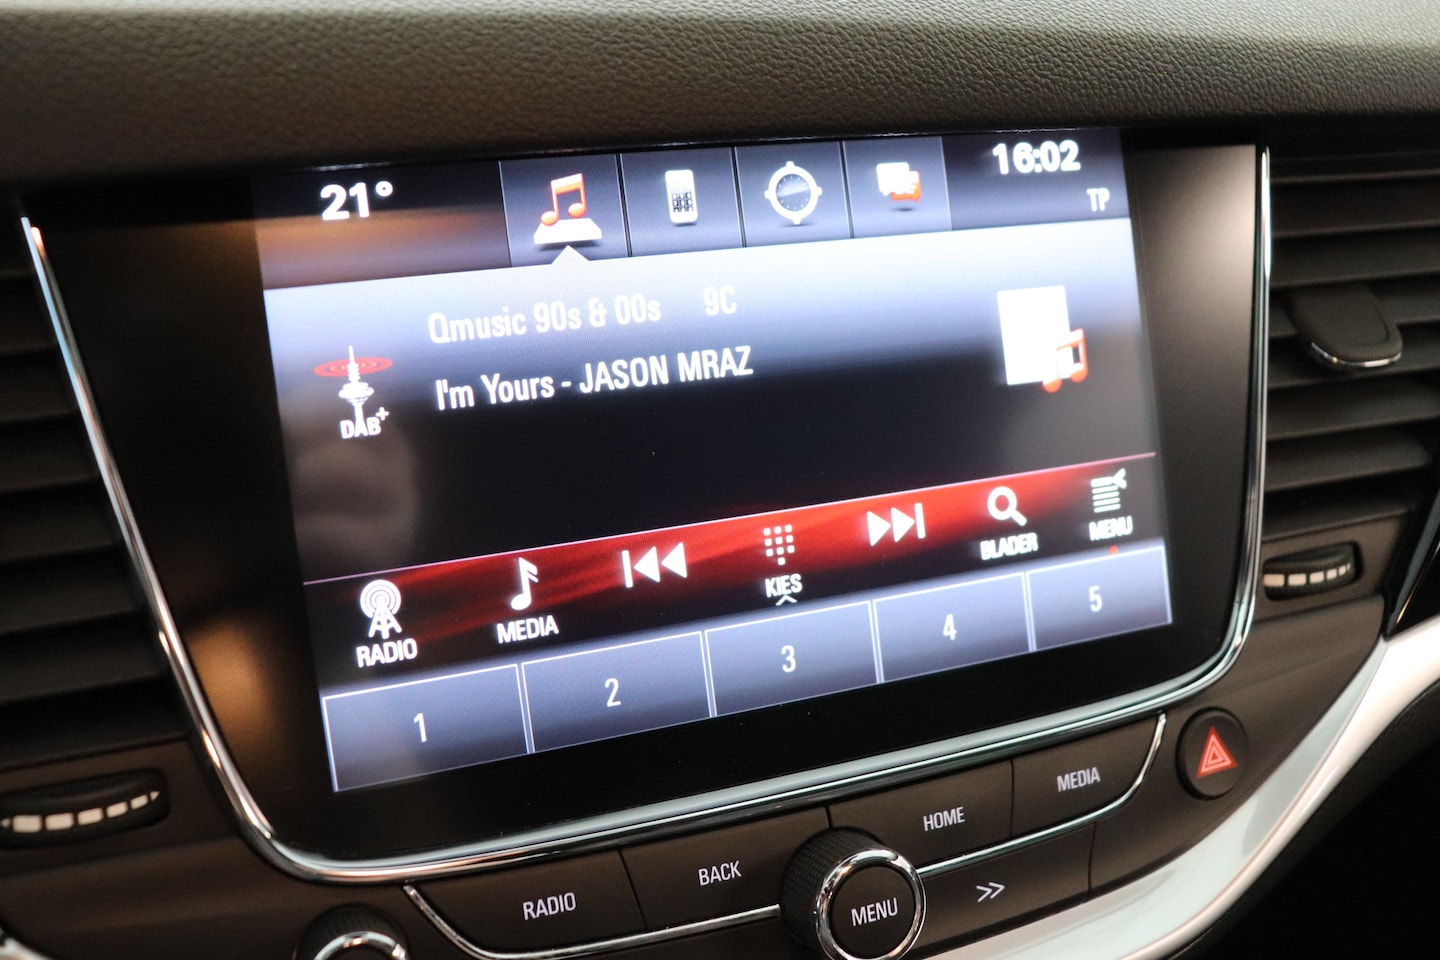 21°
16:02
TP
Qmusic 90s & 00s 9C
I'm Yours - JASON MRAZ
DAB+
RADIO
MEDIA
KIES
BLADER
MENU
1
2
3
4
5
RADIO
BACK
MENU
HOME
MEDIA
>>